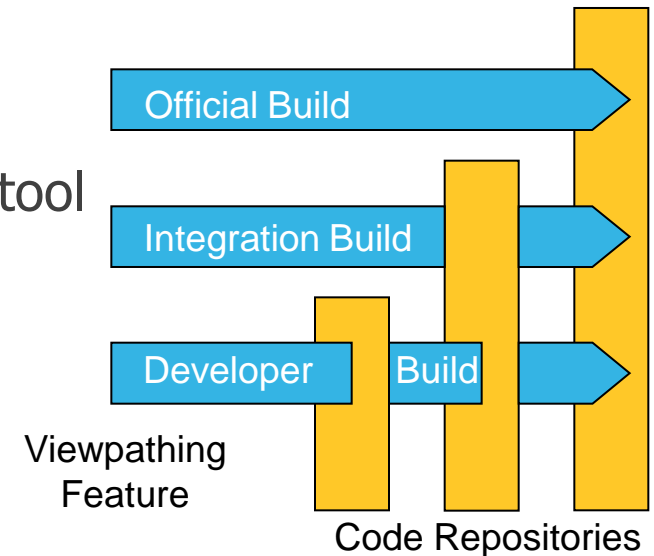 Official Build
tool
Integration Build
Developer Build
Viewpathing
Feature
Code Repositories